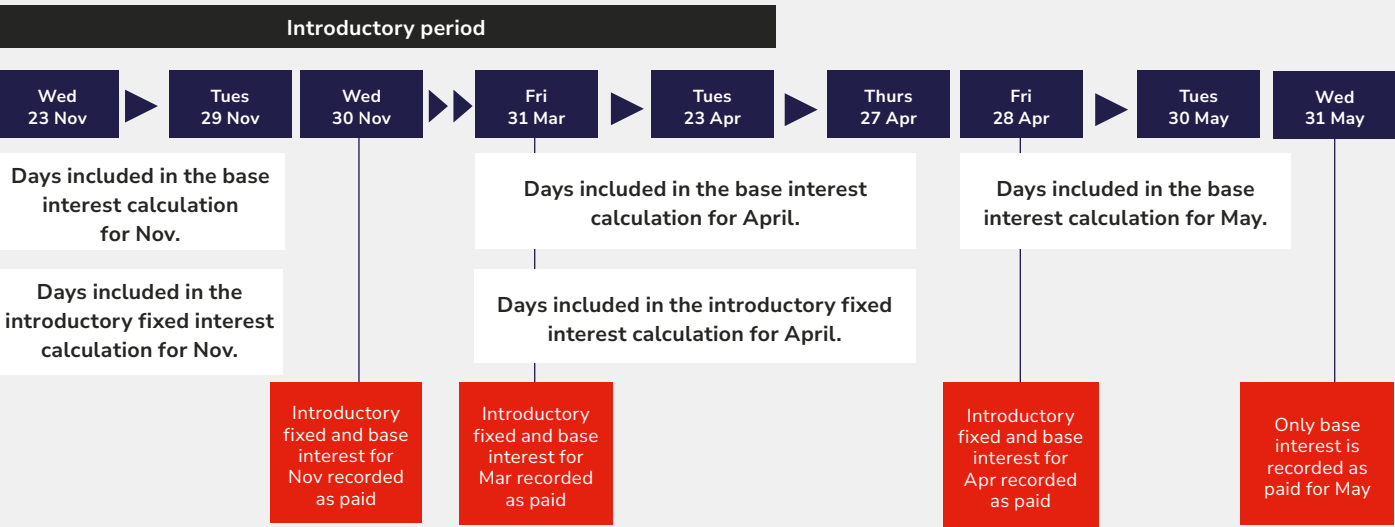 Introductory period
Wed
23 Nov
Tues
29 Nov
Wed
30 Nov
Fri
31 Mar
Tues
23 Apr
Thurs
27 Apr
Fri
28 Apr
Tues
30 May
Wed
31 May
Days included in the base
interest calculation
for Nov.
Days included in the base interest
calculation for April.
Days included in the base
interest calculation for May.
Days included in the
introductory fixed interest
calculation for Nov.
Days included in the introductory fixed
interest calculation for April.
Introductory
fixed and base
interest for
Nov recorded
as paid
Introductory
fixed and base
interest for
Mar recorded
as paid
Introductory
fixed and base
interest for
Apr recorded
as paid
Only base
interest is
recorded as
paid for May